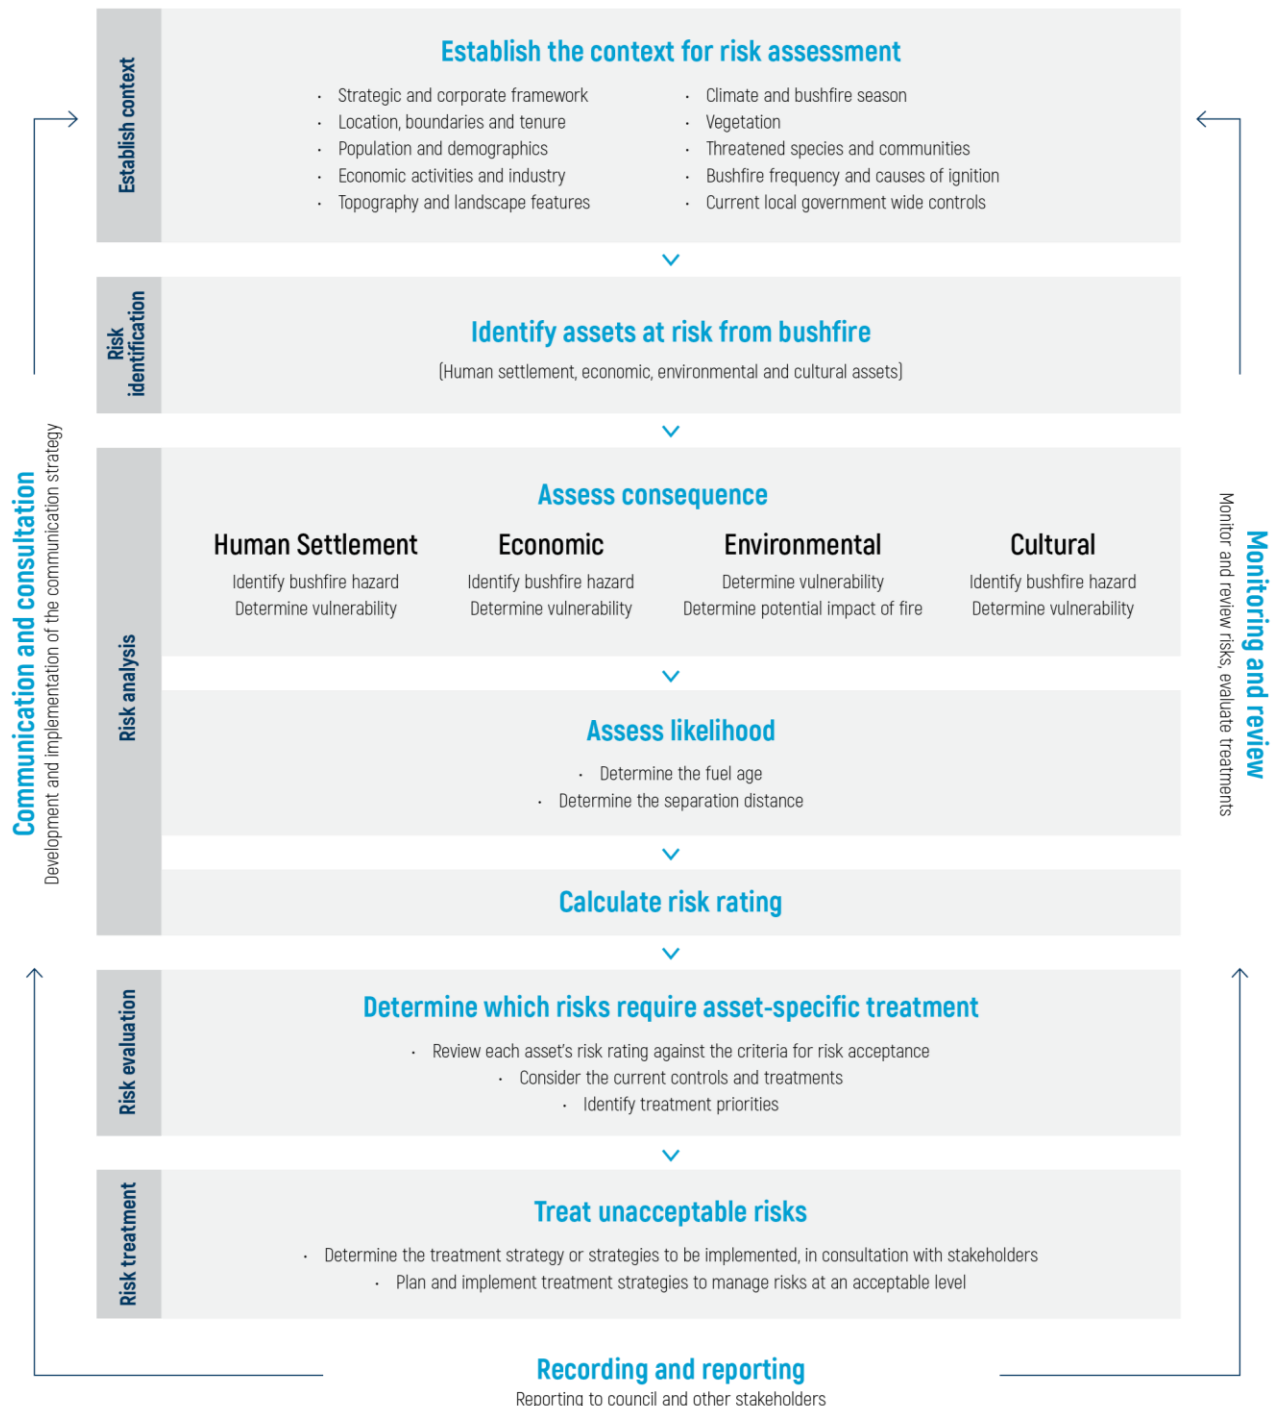 Establish context
Establish the context for risk assessment
· Strategic and corporate framework
· Location, boundaries and tenure
· Population and demographics
· Economic activities and industry
· Topography and landscape features
· Climate and bushfire season
· Vegetation
· Threatened species and communities
· Bushfire frequency and causes of ignition
· Current local government wide controls
Risk
identification
Identify assets at risk from bushfire
(Human settlement, economic, environmental and cultural assets)
Risk analysis
Assess consequence
Human Settlement
Identify bushfire hazard
Determine vulnerability
Economic
Identify bushfire hazard
Determine vulnerability
Environmental
Determine vulnerability
Determine potential impact of fire
Cultural
Identify bushfire hazard
Determine vulnerability
Assess likelihood
· Determine the fuel age
· Determine the separation distance
Calculate risk rating
Risk evaluation
Determine which risks require asset-specific treatment
· Review each asset's risk rating against the criteria for risk acceptance
· Consider the current controls and treatments
· Identify treatment priorities
Risk treatment
Treat unacceptable risks
· Determine the treatment strategy or strategies to be implemented, in consultation with stakeholders
· Plan and implement treatment strategies to manage risks at an acceptable level
Communication and consultation
Development and implementation of the communication strategy
Monitoring and review
Monitor and review risks, evaluate treatments
Recording and reporting
Reporting to council and other stakeholders